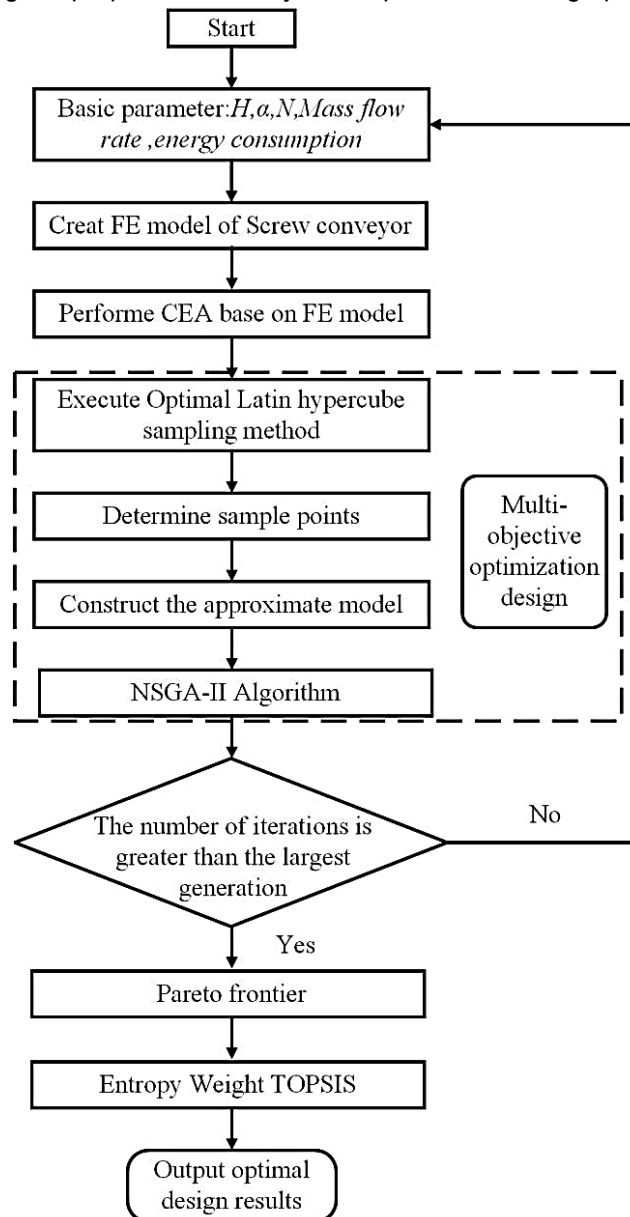 Start
Basic parameter:H,α,N,Mass flow
rate ,energy consumption
Creat FE model of Screw conveyor
Performe CEA base on FE model
Execute Optimal Latin hypercube
sampling method
Determine sample points
Construct the approximate model
NSGA-II Algorithm
Multi-
objective
optimization
design
The number of iterations is
greater than the largest
generation
No
Yes
Pareto frontier
Entropy Weight TOPSIS
Output optimal
design results